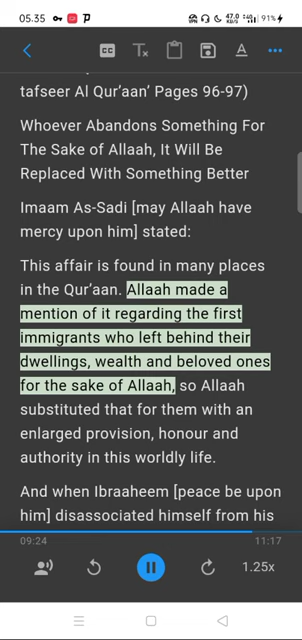 05.35
47.0
KB/S
91%
CC
tafseer Al Qur’aan’ Pages 96-97)
Whoever Abandons Something For
The Sake of Allaah, It Will Be
Replaced With Something Better
Imaam As-Sadi [may Allaah have
mercy upon him] stated:
This affair is found in many places
in the Qur’aan. Allaah made a
mention of it regarding the first
immigrants who left behind their
dwellings, wealth and beloved ones
for the sake of Allaah, so Allaah
substituted that for them with an
enlarged provision, honour and
authority in this worldly life.
And when Ibraaheem [peace be upon
him] disassociated himself from his
09:24
11:17
1.25x